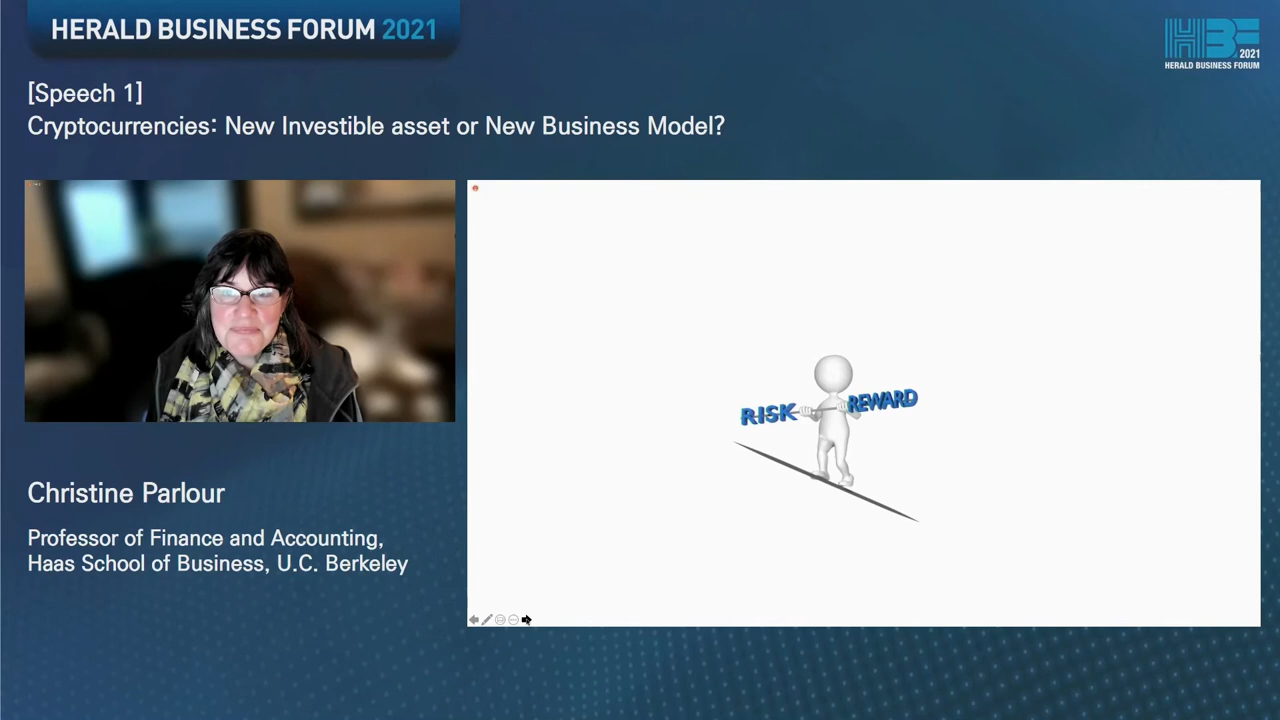 HERALD BUSINESS FORUM 2021
HBF
2021
HERALD BUSINESS FORUM
[Speech 1]
Cryptocurrencies: New Investible asset or New Business Model?
RISK
REWARD
Christine Parlour
Professor of Finance and Accounting,
Haas School of Business, U.C. Berkeley